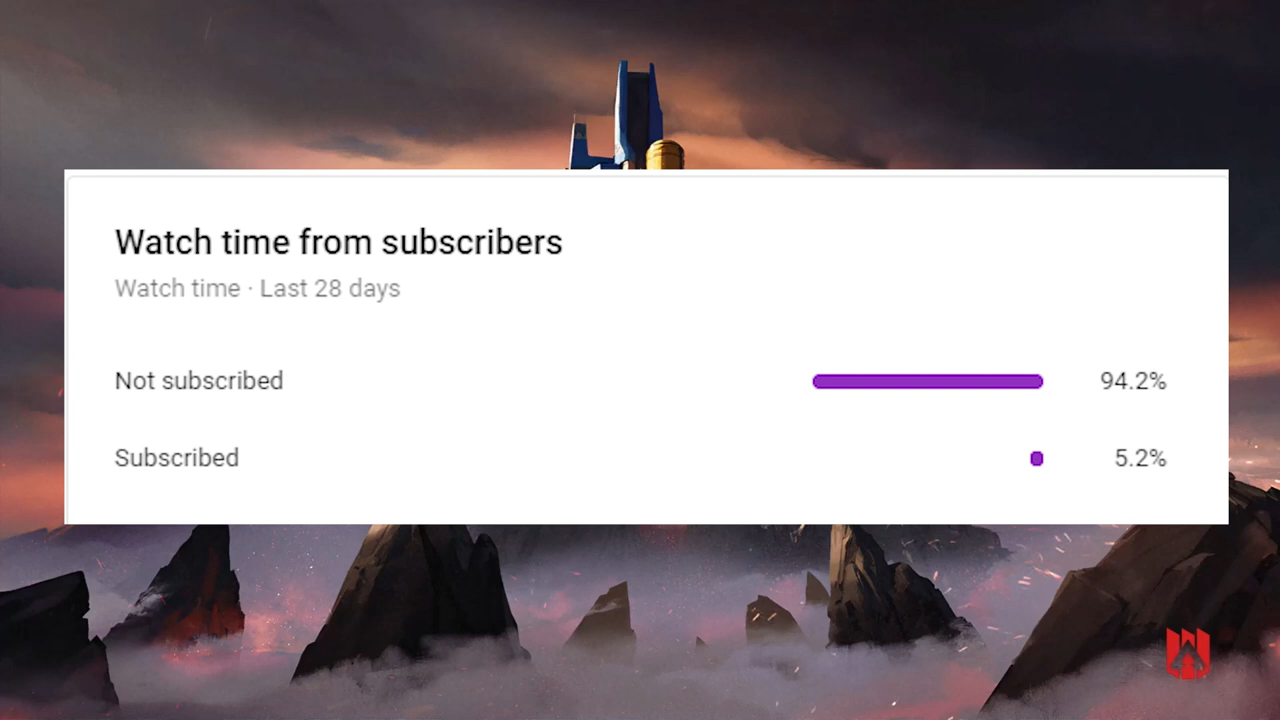 Watch time from subscribers
Watch time · Last 28 days
Not subscribed 94.2%
Subscribed 5.2%